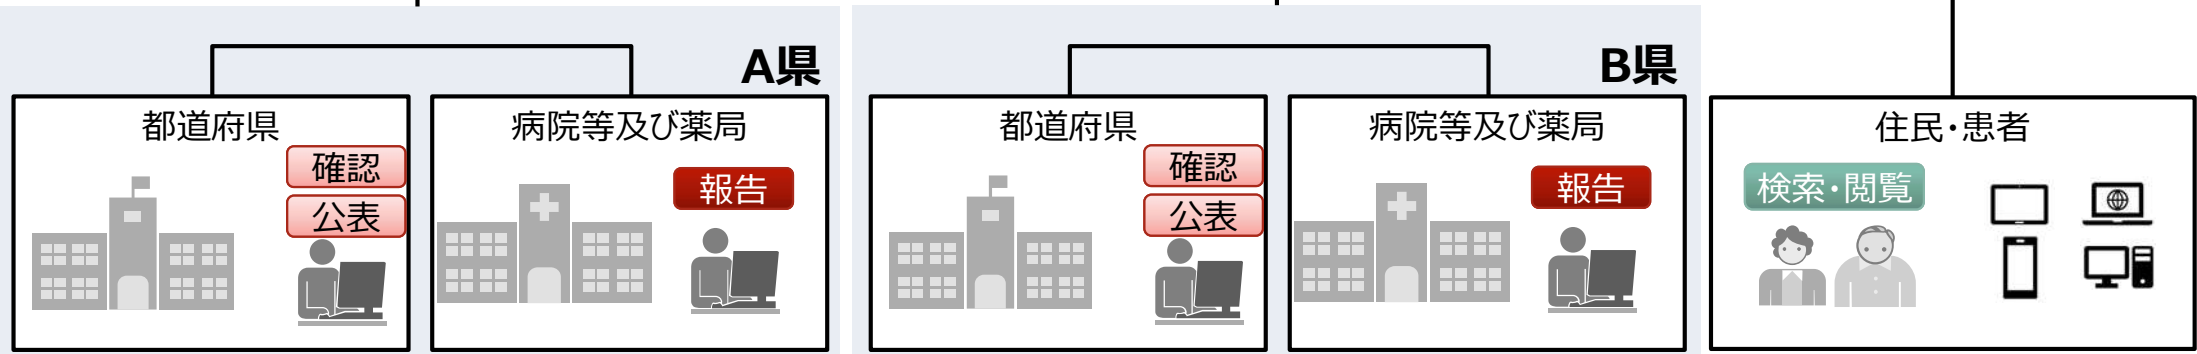 A県
都道府県
確認
公表
病院等及び薬局
報告
B県
都道府県
確認
公表
病院等及び薬局
報告
住民・患者
検索・閲覧